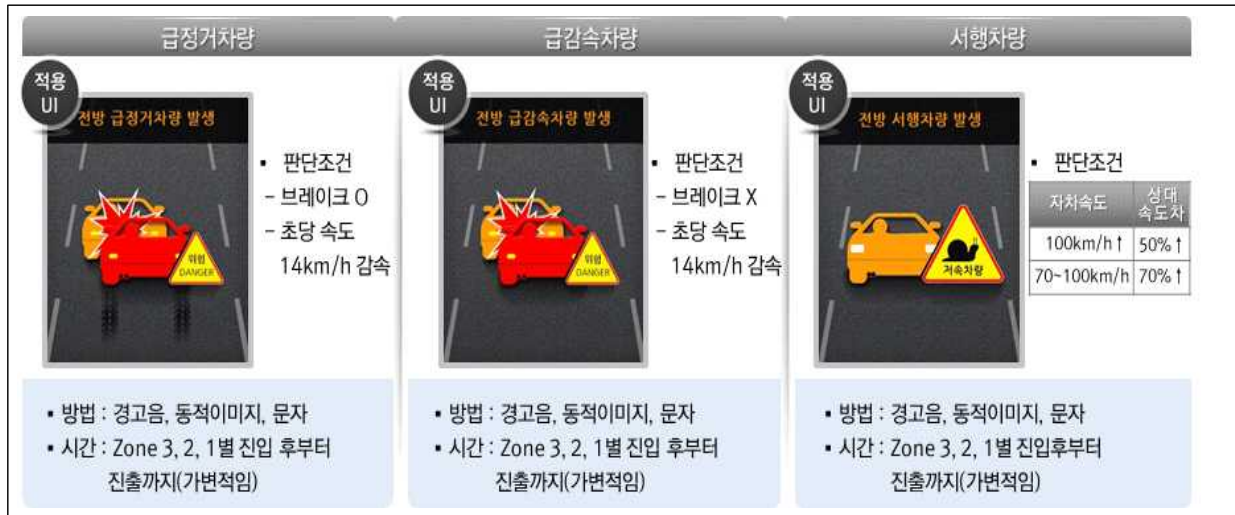 급정거차량
적용
UI
전방 급정거차량 발생
위험
DANGER
▪ 판단조건
– 브레이크 O
– 초당 속도
14km/h 감속
▪ 방법 : 경고음, 동적이미지, 문자
▪ 시간 : Zone 3, 2, 1별 진입 후부터
진출까지(가변적임)
급감속차량
적용
UI
전방 급감속차량 발생
위험
DANGER
▪ 판단조건
– 브레이크 X
– 초당 속도
14km/h 감속
▪ 방법 : 경고음, 동적이미지, 문자
▪ 시간 : Zone 3, 2, 1별 진입 후부터
진출까지(가변적임)
서행차량
적용
UI
전방 서행차량 발생
저속차량
▪ 판단조건
자차속도 상대
속도차
100km/h↑ 50%↑
70~100km/h 70%↑
▪ 방법 : 경고음, 동적이미지, 문자
▪ 시간 : Zone 3, 2, 1별 진입후부터
진출까지(가변적임)